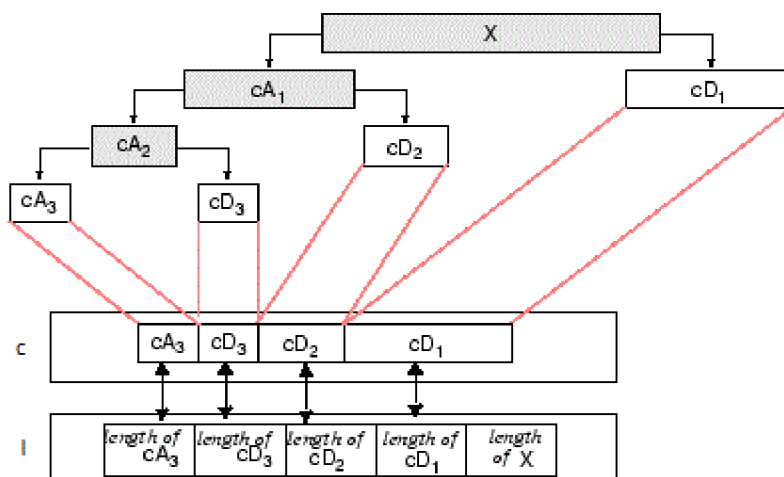 X
cA₁
cD₁
cA₂
cD₂
cA₃
cD₃
c
cA₃ cD₃ cD₂ cD₁
l
length of cA₃
length of cD₃
length of cD₂
length of cD₁
length of X